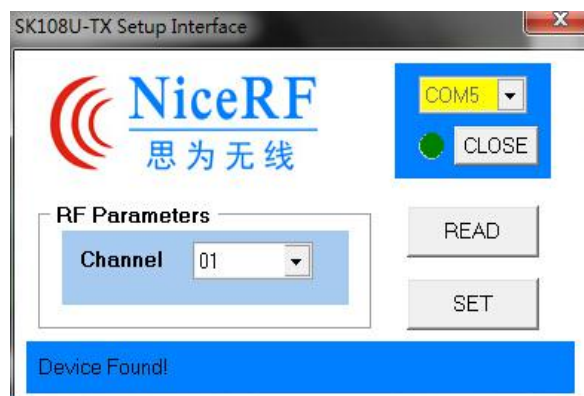 SK108U-TX Setup Interface
X
NiceRF
思为无线
COM5
CLOSE
RF Parameters
Channel
01
READ
SET
Device Found!